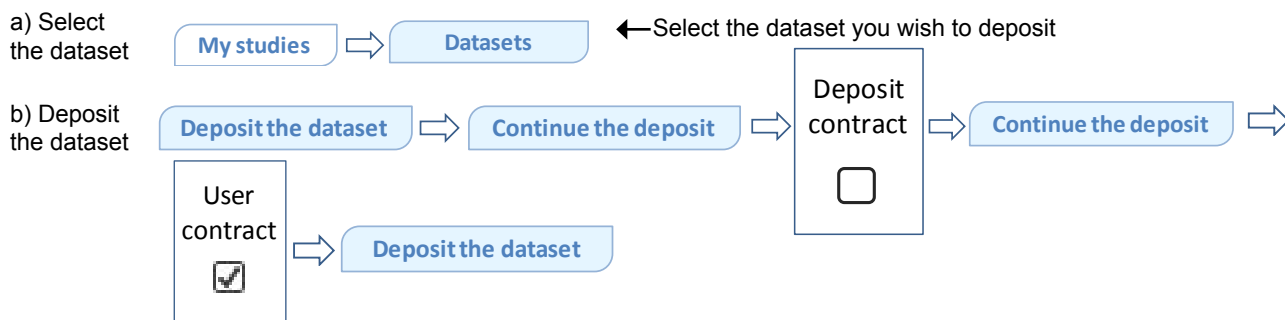 a) Select
the dataset
My studies
Datasets
Select the dataset you wish to deposit
b) Deposit
the dataset
Deposit the dataset
Continue the deposit
Deposit
contract
Continue the deposit
User
contract
Deposit the dataset